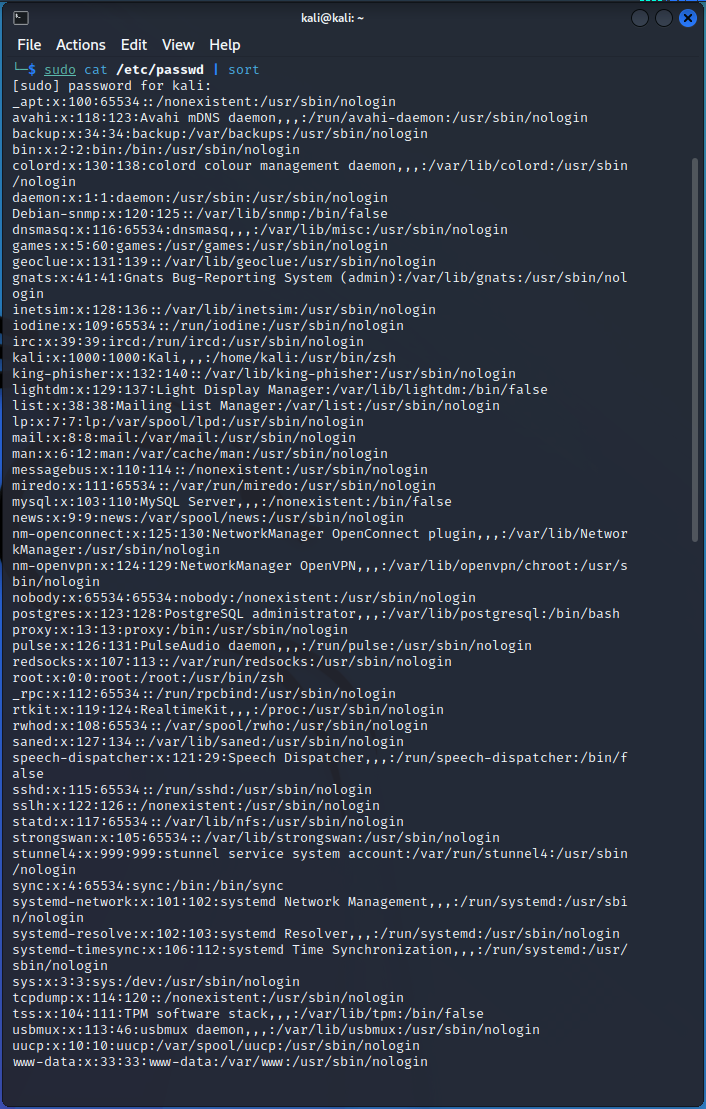 kali@kali: ~
File Actions Edit View Help
└─$ sudo cat /etc/passwd | sort
[sudo] password for kali:
_apt:x:100:65534::/nonexistent:/usr/sbin/nologin
avahi:x:118:123:Avahi mDNS daemon,,,:/run/avahi-daemon:/usr/sbin/nologin
backup:x:34:34:backup:/var/backups:/usr/sbin/nologin
bin:x:2:2:bin:/bin:/usr/sbin/nologin
colord:x:130:138:colord colour management daemon,,,:/var/lib/colord:/usr/sbin
/nologin
daemon:x:1:1:daemon:/usr/sbin:/usr/sbin/nologin
Debian-snmp:x:120:125::/var/lib/snmp:/bin/false
dnsmasq:x:116:65534:dnsmasq,,,:/var/lib/misc:/usr/sbin/nologin
games:x:5:60:games:/usr/games:/usr/sbin/nologin
geoclue:x:131:139::/var/lib/geoclue:/usr/sbin/nologin
gnats:x:41:41:Gnats Bug-Reporting System (admin):/var/lib/gnats:/usr/sbin/nol
ogin
inetsim:x:128:136::/var/lib/inetsim:/usr/sbin/nologin
iodine:x:109:65534::/run/iodine:/usr/sbin/nologin
irc:x:39:39:ircd:/run/ircd:/usr/sbin/nologin
kali:x:1000:1000:Kali,,,:/home/kali:/usr/bin/zsh
king-phisher:x:132:140::/var/lib/king-phisher:/usr/sbin/nologin
lightdm:x:129:137:Light Display Manager:/var/lib/lightdm:/bin/false
list:x:38:38:Mailing List Manager:/var/list:/usr/sbin/nologin
lp:x:7:7:lp:/var/spool/lpd:/usr/sbin/nologin
mail:x:8:8:mail:/var/mail:/usr/sbin/nologin
man:x:6:12:man:/var/cache/man:/usr/sbin/nologin
messagebus:x:110:114::/nonexistent:/usr/sbin/nologin
miredo:x:111:65534::/var/run/miredo:/usr/sbin/nologin
mysql:x:103:110:MySQL Server,,,:/nonexistent:/bin/false
news:x:9:9:news:/var/spool/news:/usr/sbin/nologin
nm-openconnect:x:125:130:NetworkManager OpenConnect plugin,,,:/var/lib/Networ
kManager:/usr/sbin/nologin
nm-openvpn:x:124:129:NetworkManager OpenVPN,,,:/var/lib/openvpn/chroot:/usr/s
bin/nologin
nobody:x:65534:65534:nobody:/nonexistent:/usr/sbin/nologin
postgres:x:123:128:PostgreSQL administrator,,,:/var/lib/postgresql:/bin/bash
proxy:x:13:13:proxy:/bin:/usr/sbin/nologin
pulse:x:126:131:PulseAudio daemon,,,:/run/pulse:/usr/sbin/nologin
redsocks:x:107:113::/var/run/redsocks:/usr/sbin/nologin
root:x:0:0:root:/root:/usr/bin/zsh
_rpc:x:112:65534::/run/rpcbind:/usr/sbin/nologin
rtkit:x:119:124:RealtimeKit,,,:/proc:/usr/sbin/nologin
rwhod:x:108:65534::/var/spool/rwho:/usr/sbin/nologin
saned:x:127:134::/var/lib/saned:/usr/sbin/nologin
speech-dispatcher:x:121:29:Speech Dispatcher,,,:/run/speech-dispatcher:/bin/f
alse
sshd:x:115:65534::/run/sshd:/usr/sbin/nologin
sslh:x:122:126::/nonexistent:/usr/sbin/nologin
statd:x:117:65534::/var/lib/nfs:/usr/sbin/nologin
strongswan:x:105:65534::/var/lib/strongswan:/usr/sbin/nologin
stunnel4:x:999:999:stunnel service system account:/var/run/stunnel4:/usr/sbin
/nologin
sync:x:4:65534:sync:/bin:/bin/sync
systemd-network:x:101:102:systemd Network Management,,,:/run/systemd:/usr/sbi
n/nologin
systemd-resolve:x:102:103:systemd Resolver,,,:/run/systemd:/usr/sbin/nologin
systemd-timesync:x:106:112:systemd Time Synchronization,,,:/run/systemd:/usr/
sbin/nologin
sys:x:3:3:sys:/dev:/usr/sbin/nologin
tcpdump:x:114:120::/nonexistent:/usr/sbin/nologin
tss:x:104:111:TPM software stack,,,:/var/lib/tpm:/bin/false
usbmux:x:113:46:usbmux daemon,,,:/var/lib/usbmux:/usr/sbin/nologin
uucp:x:10:10:uucp:/var/spool/uucp:/usr/sbin/nologin
www-data:x:33:33:www-data:/var/www:/usr/sbin/nologin